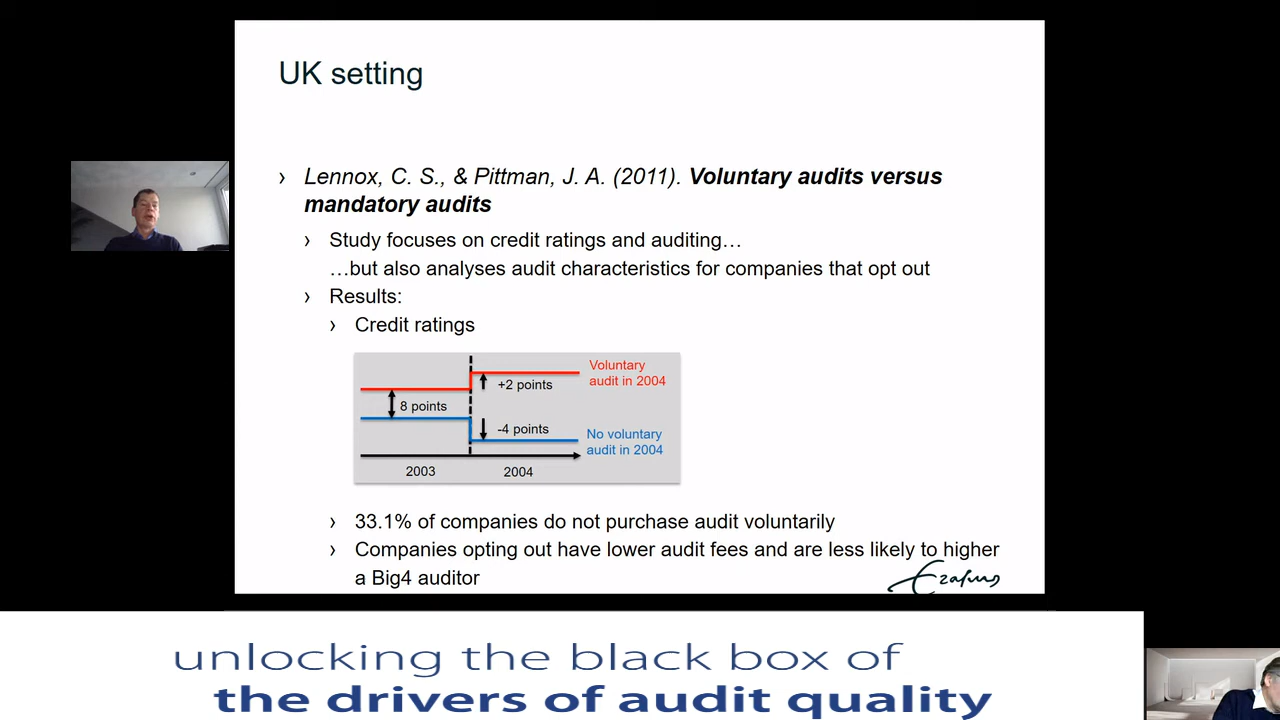 UK setting
› Lennox, C. S., & Pittman, J. A. (2011). Voluntary audits versus
mandatory audits
› Study focuses on credit ratings and auditing…
…but also analyses audit characteristics for companies that opt out
› Results:
› Credit ratings
Voluntary
audit in 2004
+2 points
8 points
-4 points
No voluntary
audit in 2004
2003
2004
› 33.1% of companies do not purchase audit voluntarily
› Companies opting out have lower audit fees and are less likely to higher
a Big4 auditor
Erasmus
unlocking the black box of
the drivers of audit quality